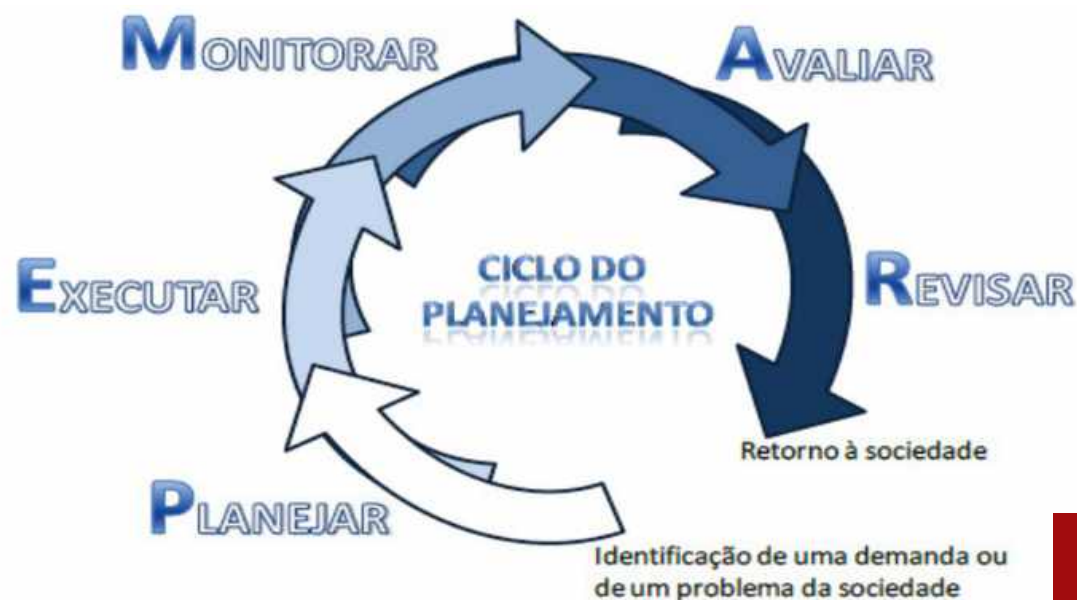 MONITORAR
AVALIAR
EXECUTAR
CICLO DO
PLANEJAMENTO
REVISAR
Retorno à sociedade
PLANEJAR
Identificação de uma demanda ou
de um problema da sociedade